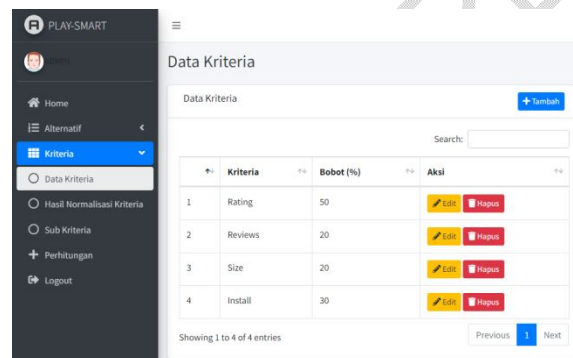 PLAY-SMART
Data Kriteria
Home
Alternatif
Kriteria
Data Kriteria
Hasil Normalisasi Kriteria
Sub Kriteria
Perhitungan
Logout
Data Kriteria
+ Tambah
Search:
Kriteria Bobot (%) Aksi
1 Rating 50 Edit Hapus
2 Reviews 20 Edit Hapus
3 Size 20 Edit Hapus
4 Install 30 Edit Hapus
Showing 1 to 4 of 4 entries
Previous 1 Next